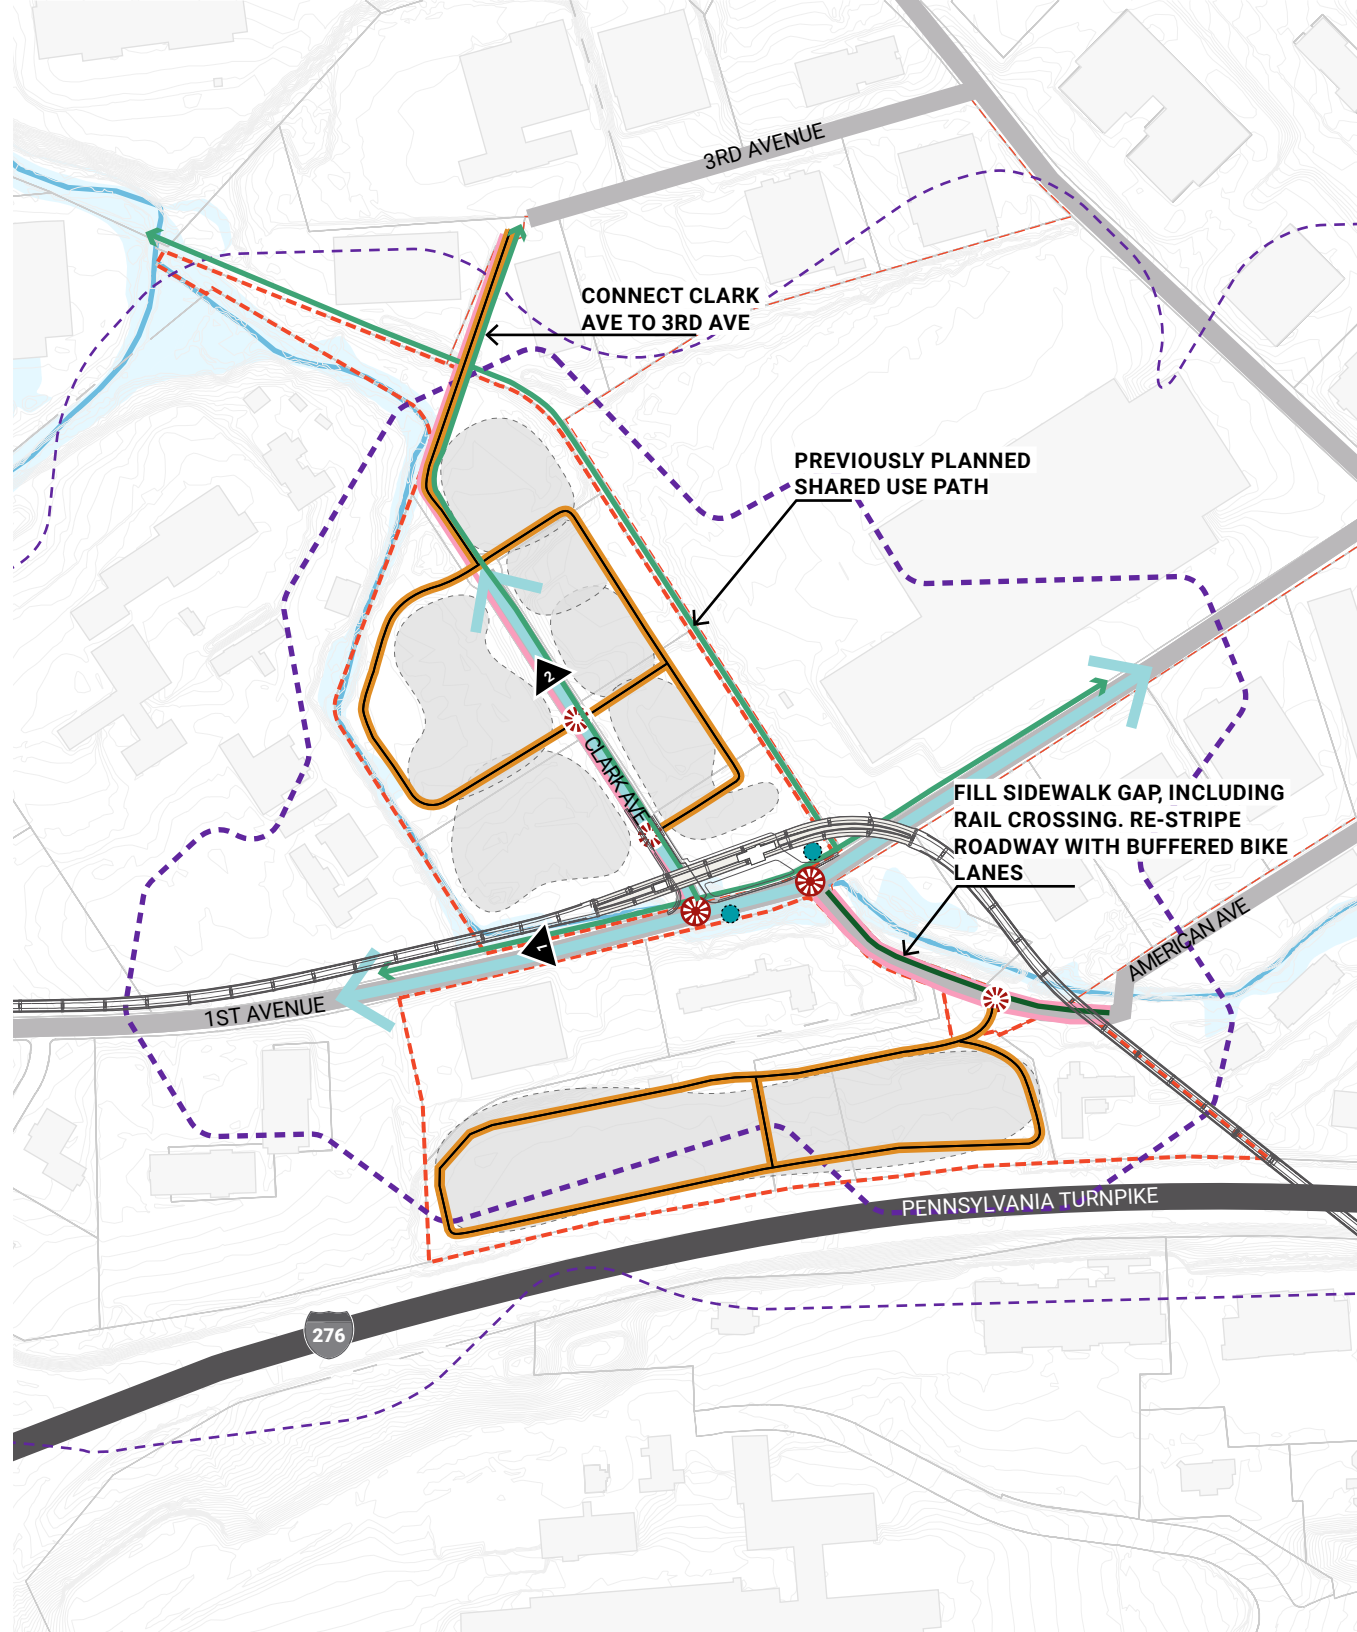 3RD AVENUE
CONNECT CLARK
AVE TO 3RD AVE
PREVIOUSLY PLANNED
SHARED USE PATH
2
CLARK AVE
FILL SIDEWALK GAP, INCLUDING
RAIL CROSSING. RE-STRIPE
ROADWAY WITH BUFFERED BIKE
LANES
1
AMERICAN AVE
1ST AVENUE
PENNSYLVANIA TURNPIKE
276